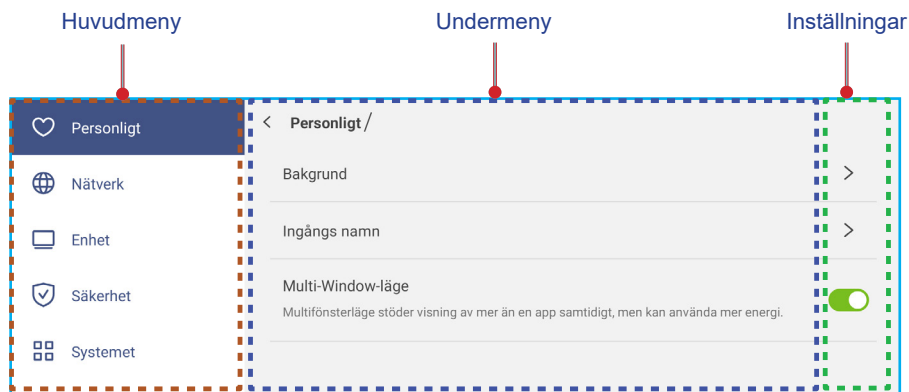 Huvudmeny
Undermeny
Inställningar
Personligt
Nätverk
Enhet
Säkerhet
Systemet
< Personligt /
Bakgrund
Ingångs namn
Multi-Window-läge
Multifönsterläge stöder visning av mer än en app samtidigt, men kan använda mer energi.